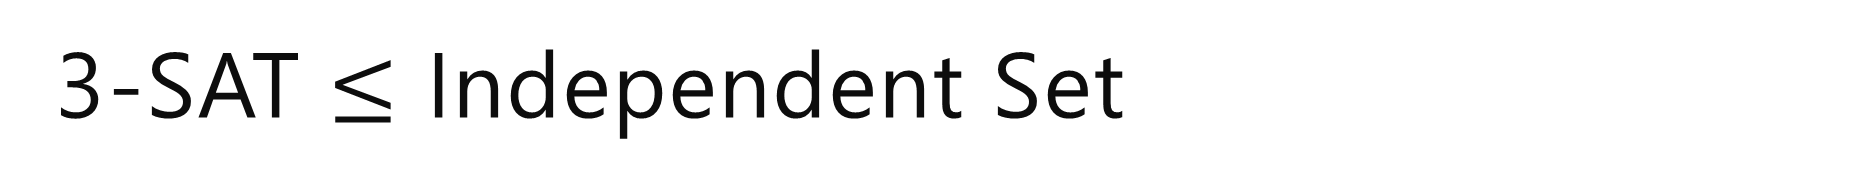 3-SAT ≤ Independent Set